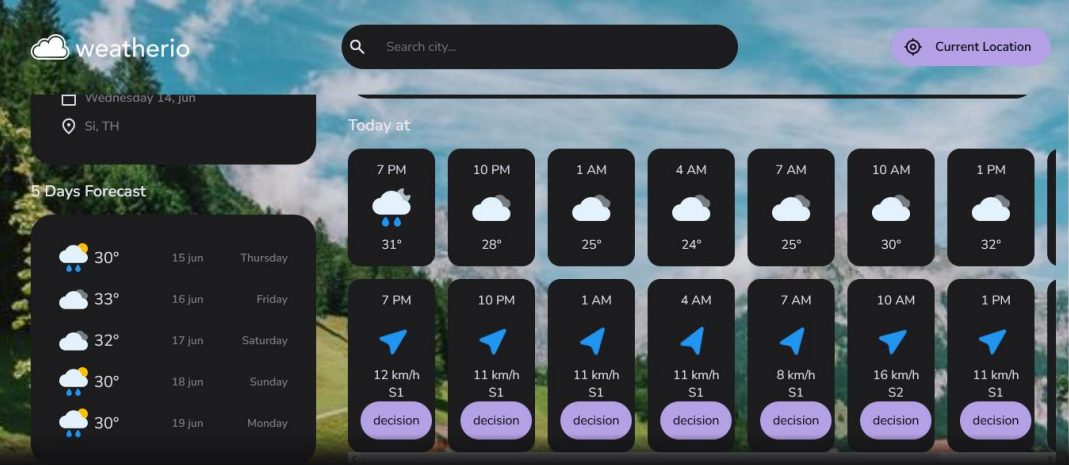 weatherio
Search city...
Current Location
Wednesday 14, jun
Si, TH
5 Days Forecast
30° 15 jun Thursday
33° 16 jun Friday
32° 17 jun Saturday
30° 18 jun Sunday
30° 19 jun Monday
Today at
7 PM 10 PM 1 AM 4 AM 7 AM 10 AM 1 PM
31° 28° 25° 24° 25° 30° 32°
7 PM 10 PM 1 AM 4 AM 7 AM 10 AM 1 PM
12 km/h 11 km/h 11 km/h 11 km/h 8 km/h 16 km/h 11 km/h
S1 S1 S1 S1 S1 S2 S1
decision decision decision decision decision decision decision